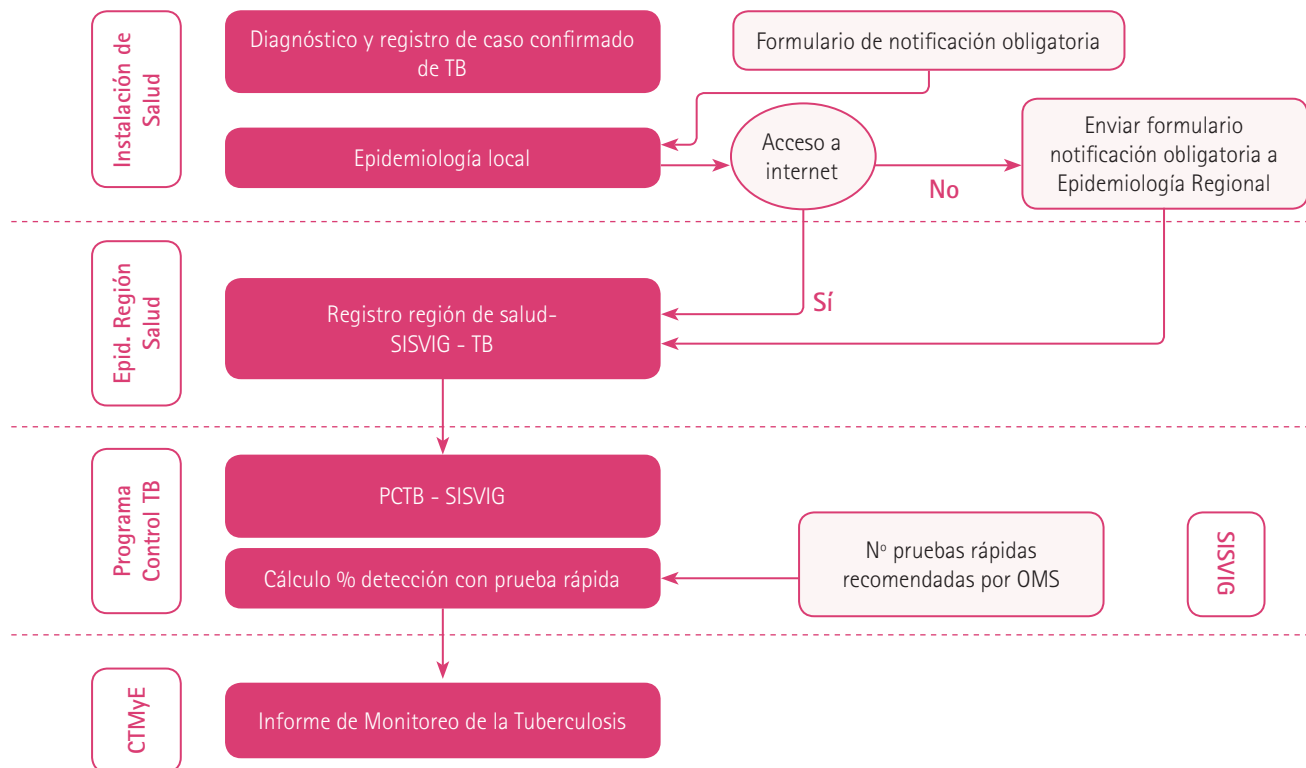 Instalación de
Salud
Diagnóstico y registro de caso confirmado
de TB
Formulario de notificación obligatoria
Epidemiología local
Acceso a
internet
No
Enviar formulario
notificación obligatoria a
Epidemiología Regional
Epid. Región
Salud
Registro región de salud-
SISVIG - TB
Sí
Programa
Control TB
PCTB - SISVIG
Cálculo % detección con prueba rápida
Nº pruebas rápidas
recomendadas por OMS
SISVIG
CTMyE
Informe de Monitoreo de la Tuberculosis